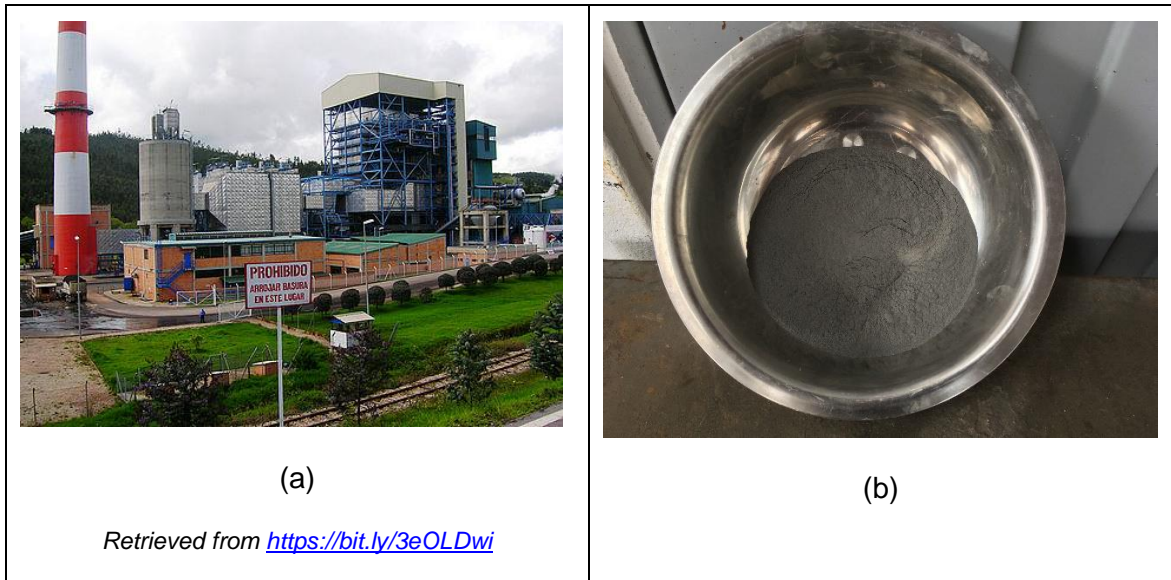 PROHIBIDO
ARROJAR BASURA
EN ESTE LUGAR
(a)
(b)
Retrieved from https://bit.ly/3eOLDwi